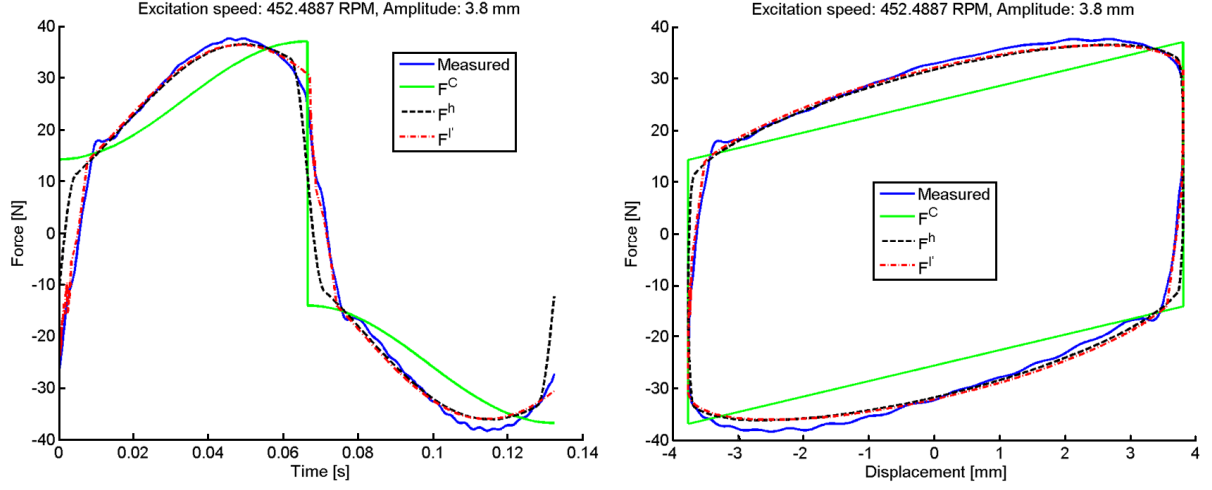 Excitation speed: 452.4887 RPM, Amplitude: 3.8 mm
40
30
20
10
0
-10
-20
-30
-40
Force [N]
0
0.02
0.04
0.06
0.08
0.1
0.12
0.14
Time [s]
Measured
F^C
F^h
F^l'
Excitation speed: 452.4887 RPM, Amplitude: 3.8 mm
40
30
20
10
0
-10
-20
-30
-40
Force [N]
-4
-3
-2
-1
0
1
2
3
4
Displacement [mm]
Measured
F^C
F^h
F^l'